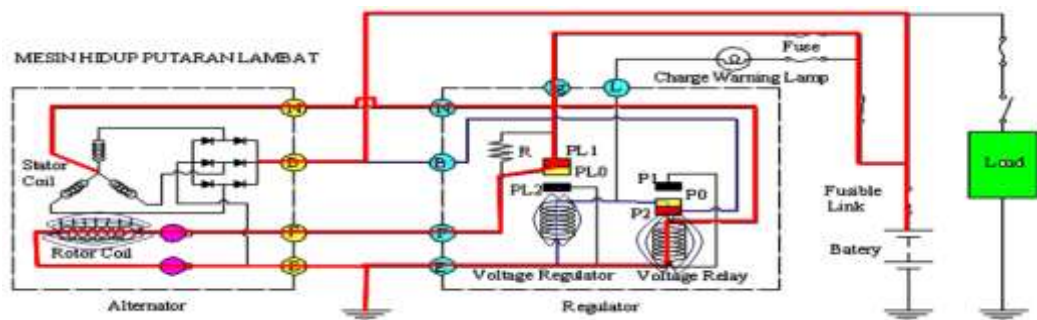 MESIN HIDUP PUTARAN LAMBAT
Fuse
Charge Warning Lamp
L
Stator
Coil
B
B
R
PL1
PL0
PL2
P1
P0
P2
Load
Fusible
Link
Batery
F
F
E
E
Rotor Coil
Voltage Regulator
Voltage Relay
Alternator
Regulator